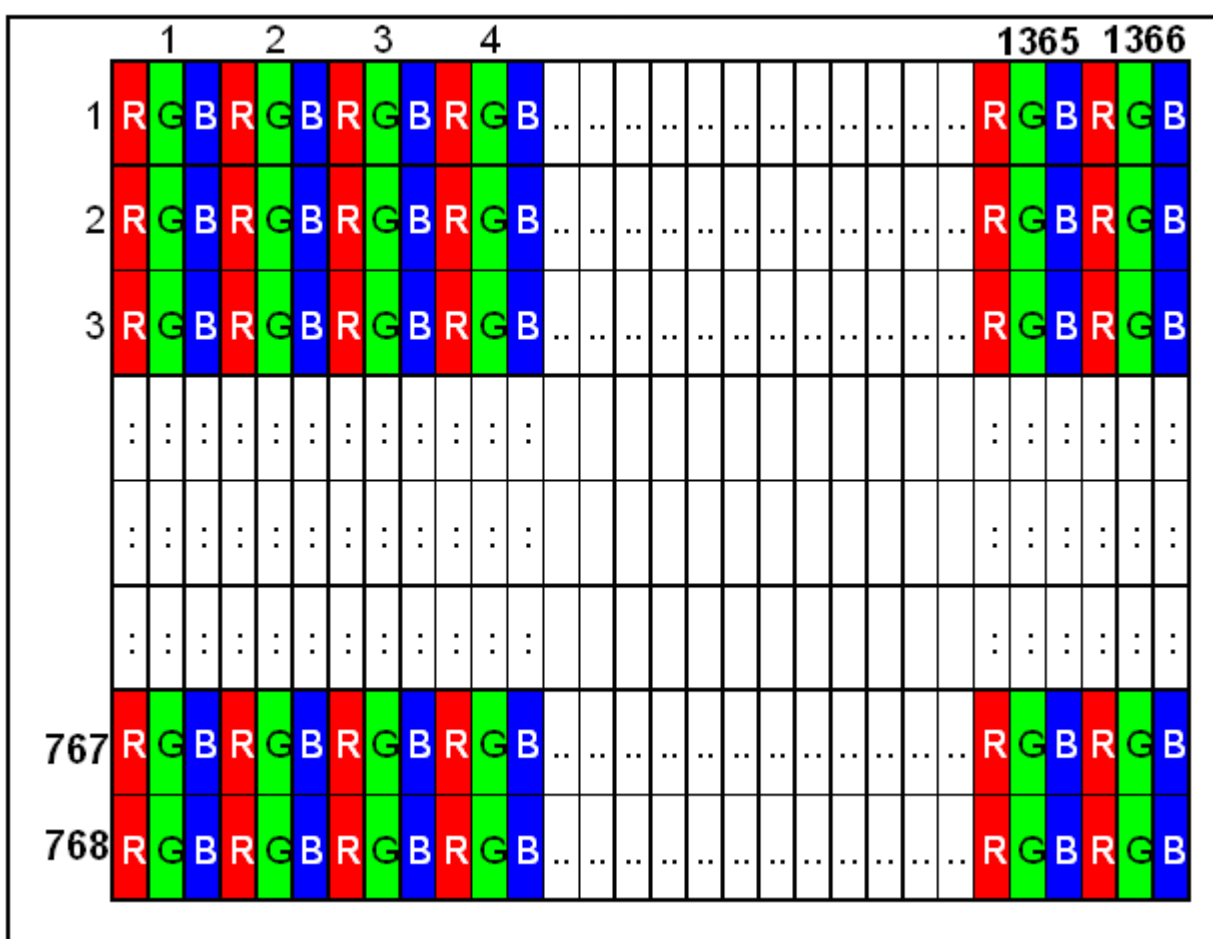 1 2 3 4 1365 1366
1 R G B R G B R G B R G B .. .. .. .. .. .. .. .. .. .. .. .. R G B R G B
2 R G B R G B R G B R G B .. .. .. .. .. .. .. .. .. .. .. .. R G B R G B
3 R G B R G B R G B R G B .. .. .. .. .. .. .. .. .. .. .. .. R G B R G B
: : : : : : : : : : : : : : : : : :
: : : : : : : : : : : : : : : : : :
: : : : : : : : : : : : : : : : : :
767 R G B R G B R G B R G B .. .. .. .. .. .. .. .. .. .. .. .. R G B R G B
768 R G B R G B R G B R G B .. .. .. .. .. .. .. .. .. .. .. .. R G B R G B